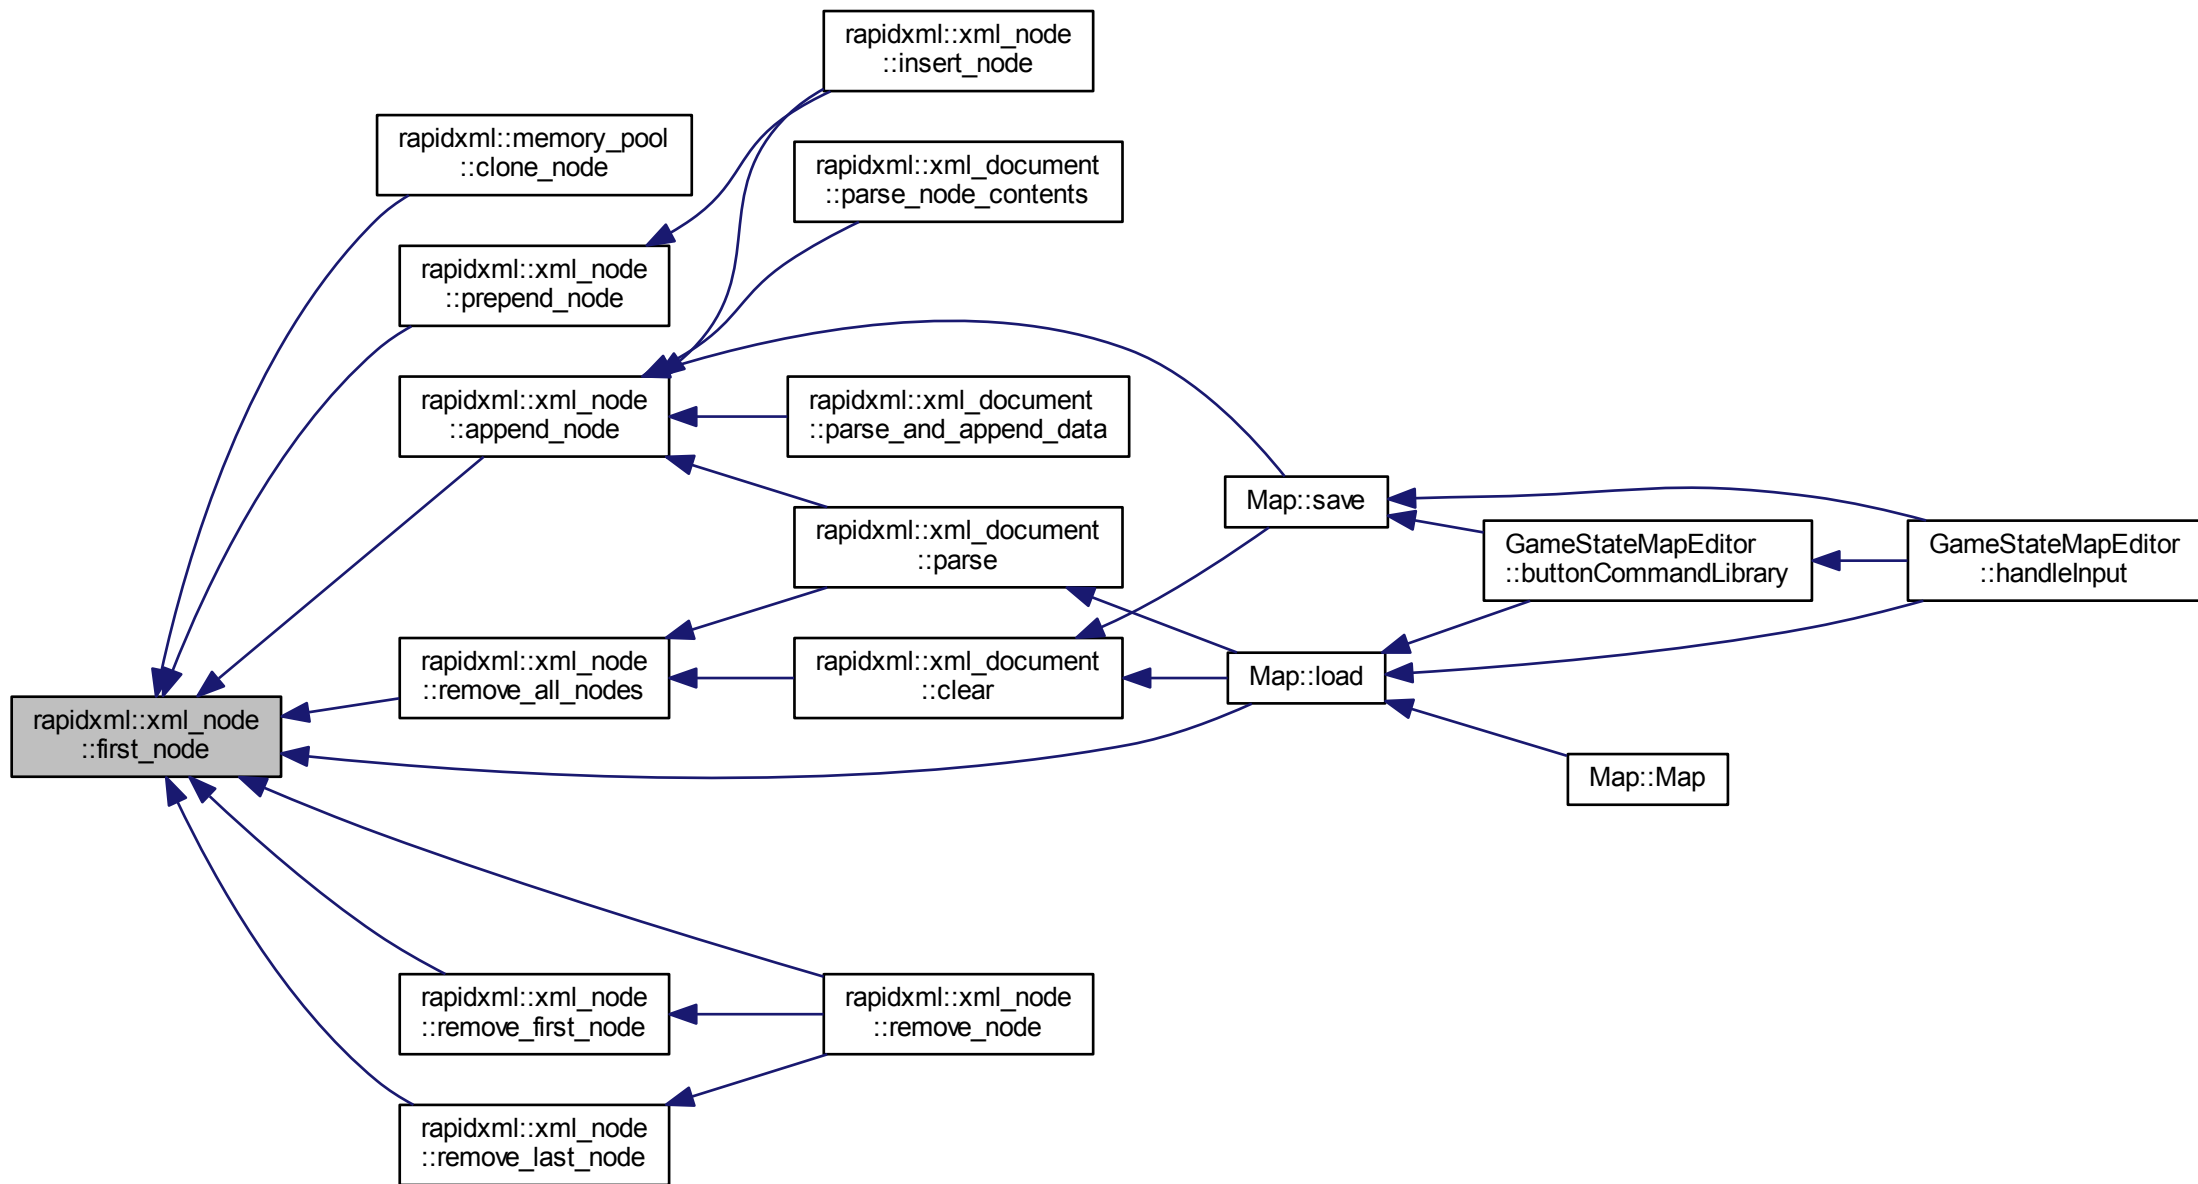 rapidxml::xml_node
::insert_node
rapidxml::memory_pool
::clone_node
rapidxml::xml_document
::parse_node_contents
rapidxml::xml_node
::prepend_node
rapidxml::xml_node
::append_node
rapidxml::xml_document
::parse_and_append_data
Map::save
rapidxml::xml_document
::parse
GameStateMapEditor
::buttonCommandLibrary
GameStateMapEditor
::handleInput
rapidxml::xml_node
::remove_all_nodes
rapidxml::xml_document
::clear
Map::load
rapidxml::xml_node
::first_node
Map::Map
rapidxml::xml_node
::remove_first_node
rapidxml::xml_node
::remove_node
rapidxml::xml_node
::remove_last_node